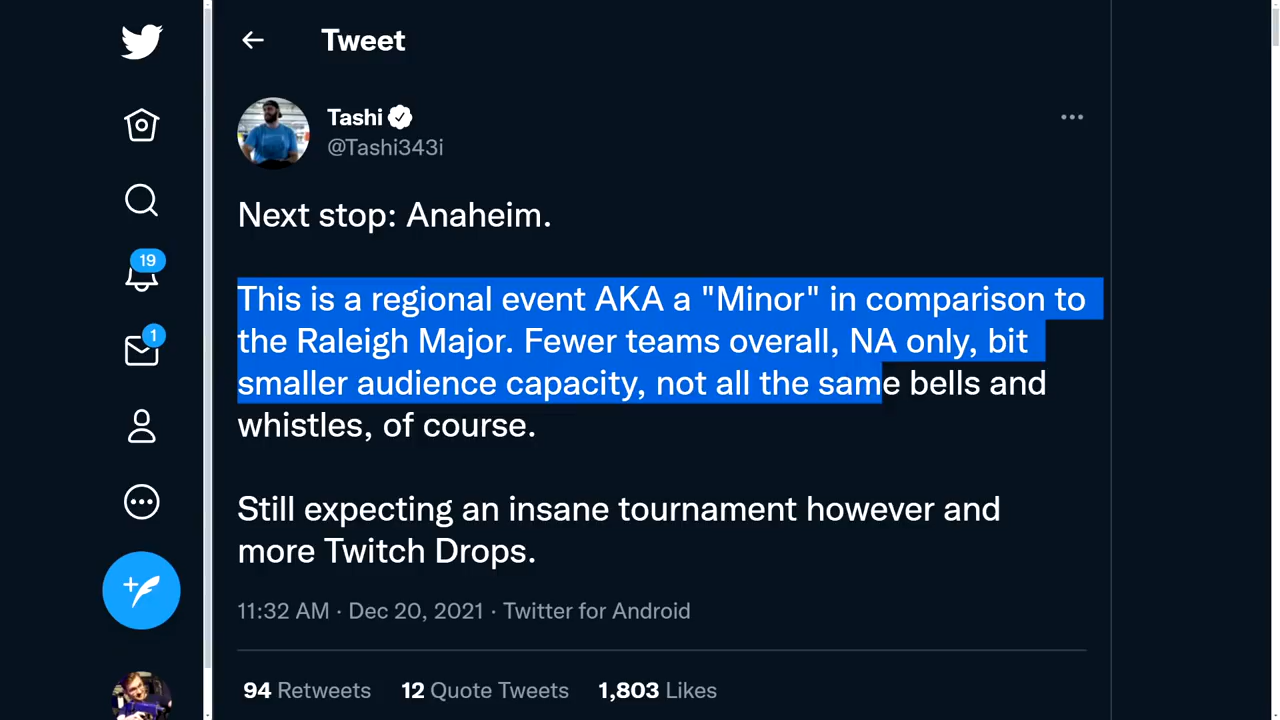 Tweet
Tashi
@Tashi343i
Next stop: Anaheim.
This is a regional event AKA a "Minor" in comparison to
the Raleigh Major. Fewer teams overall, NA only, bit
smaller audience capacity, not all the same bells and
whistles, of course.
Still expecting an insane tournament however and
more Twitch Drops.
11:32 AM · Dec 20, 2021 · Twitter for Android
94 Retweets 12 Quote Tweets 1,803 Likes
19
1